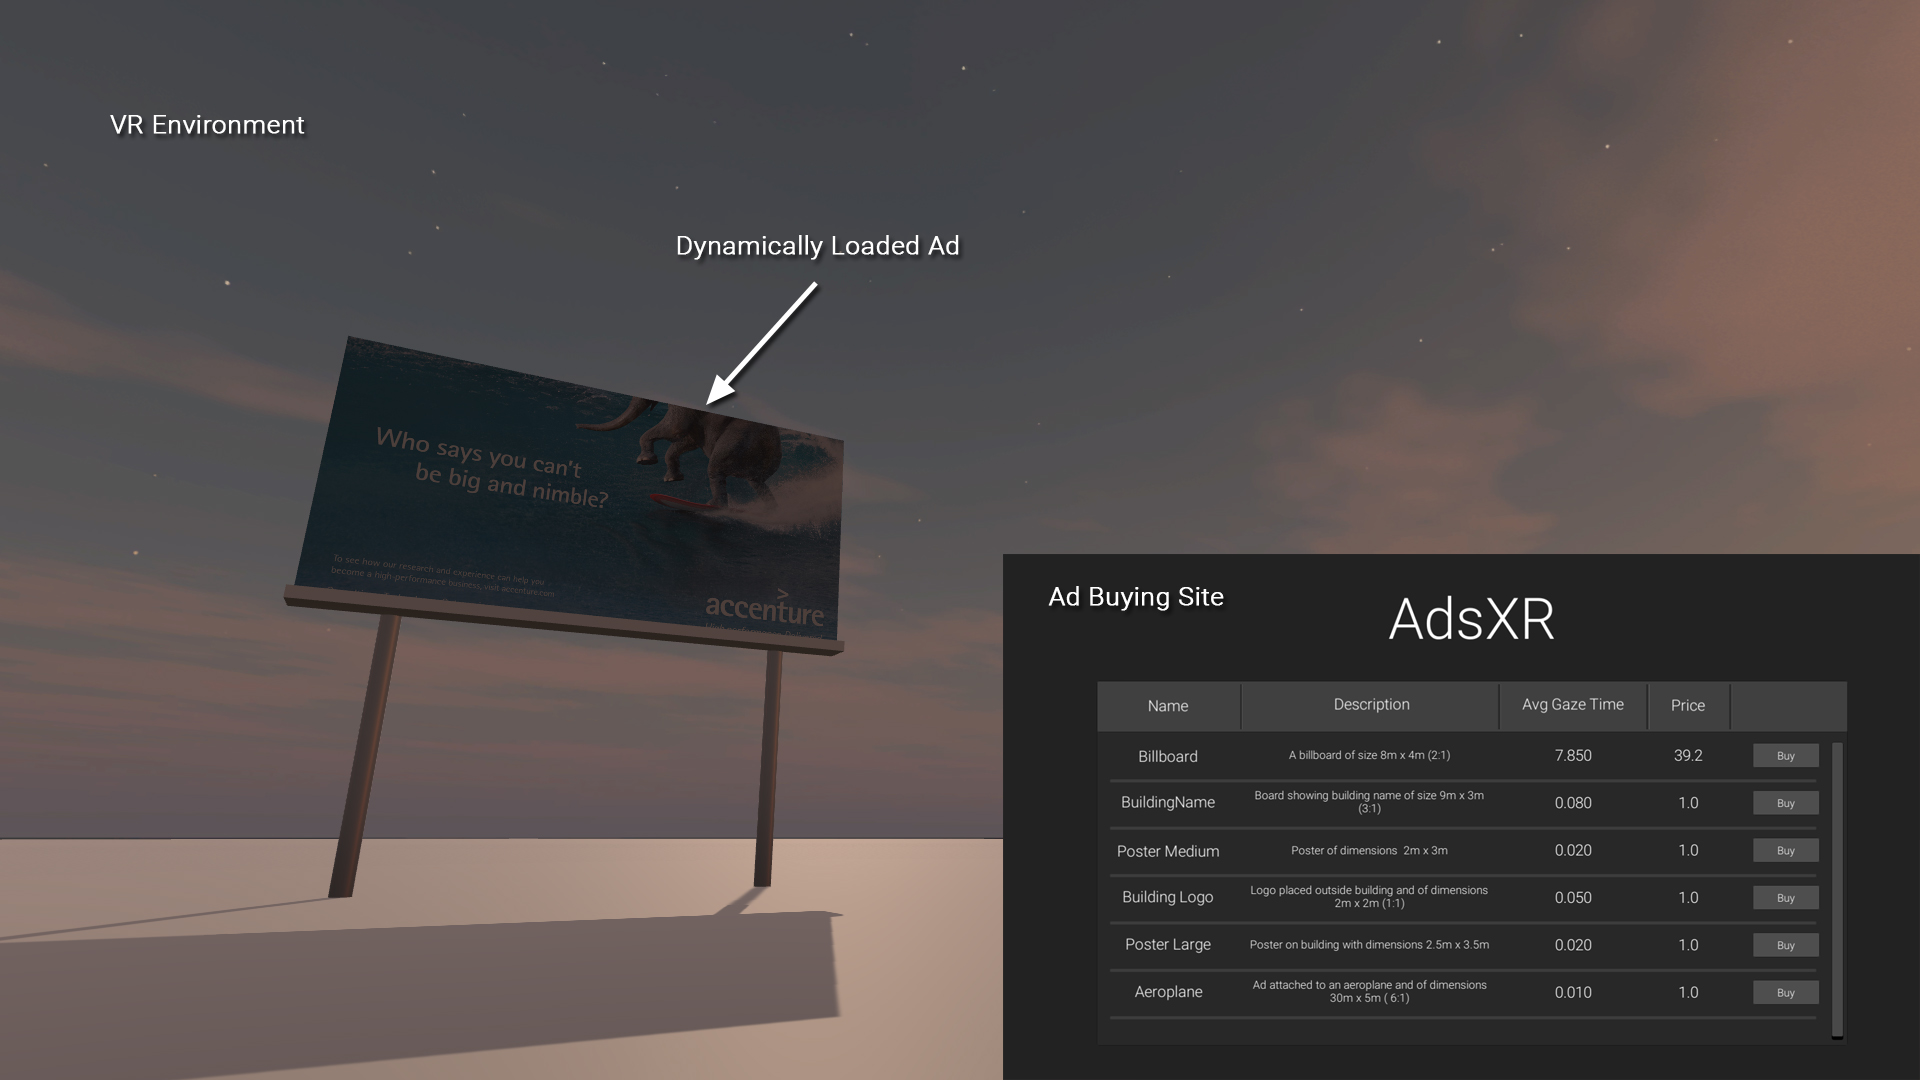 VR Environment
Dynamically Loaded Ad
Who says you can't
be big and nimble?
To see how our research and experience can help you
become a high-performance business, visit accenture.com
>
accenture
Ad Buying Site
AdsXR
Name Description Avg Gaze Time Price
Billboard A billboard of size 8m x 4m (2:1) 7.850 39.2 Buy
BuildingName Board showing building name of size 9m x 3m
(3:1) 0.080 1.0 Buy
Poster Medium Poster of dimensions 2m x 3m 0.020 1.0 Buy
Building Logo Logo placed outside building and of dimensions
2m x 2m (1:1) 0.050 1.0 Buy
Poster Large Poster on building with dimensions 2.5m x 3.5m 0.020 1.0 Buy
Aeroplane Ad attached to an aeroplane and of dimensions
30m x 5m ( 6:1) 0.010 1.0 Buy